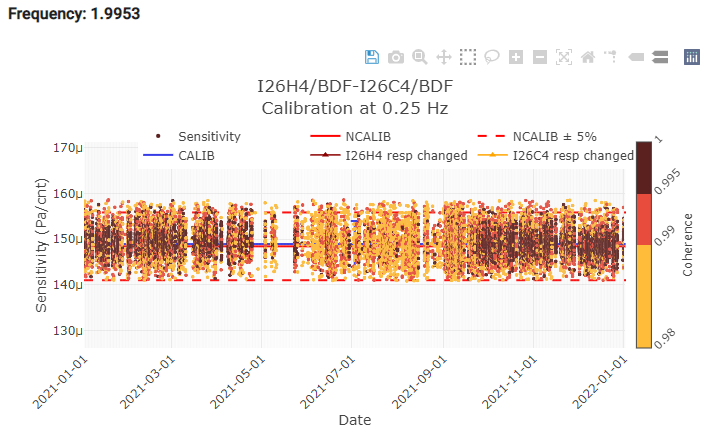 Frequency: 1.9953
I26H4/BDF-I26C4/BDF
Calibration at 0.25 Hz
Sensitivity NCALIB NCALIB ± 5%
CALIB I26H4 resp changed I26C4 resp changed
170μ
160μ
150μ
140μ
130μ
Sensitivity (Pa/cnt)
2021-01-01
2021-03-01
2021-05-01
2021-07-01
2021-09-01
2021-11-01
2022-01-01
Date
1
0.995
0.99
0.98
Coherence